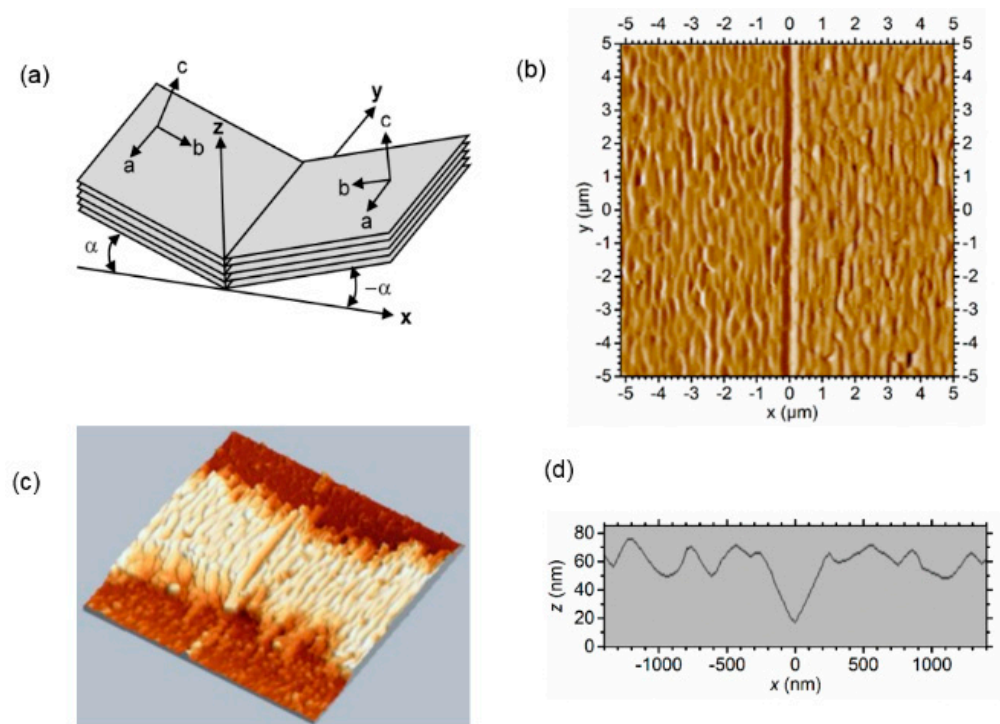 (a)
c
b
a
z
y
c
b
a
α
−α
x
(b)
-5 -4 -3 -2 -1 0 1 2 3 4 5
5 5
4 4
3 3
2 2
1 1
0 0
-1 -1
-2 -2
-3 -3
-4 -4
-5 -5
y (µm)
-5 -4 -3 -2 -1 0 1 2 3 4 5
x (µm)
(c)
(d)
80
60
40
20
0
z (nm)
-1000 -500 0 500 1000
x (nm)